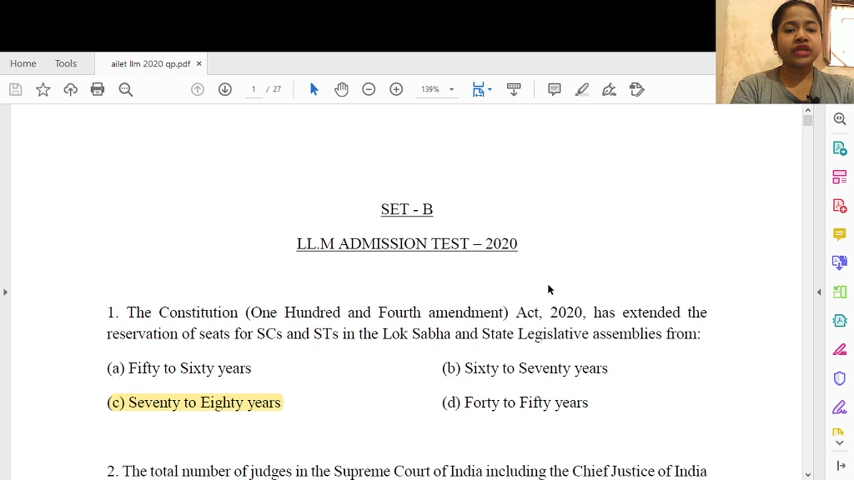 Home Tools ailet llm 2020 qp.pdf ×
1 / 27 139%
SET - B
LL.M ADMISSION TEST – 2020
1. The Constitution (One Hundred and Fourth amendment) Act, 2020, has extended the
reservation of seats for SCs and STs in the Lok Sabha and State Legislative assemblies from:
(a) Fifty to Sixty years (b) Sixty to Seventy years
(c) Seventy to Eighty years (d) Forty to Fifty years
2. The total number of judges in the Supreme Court of India including the Chief Justice of India